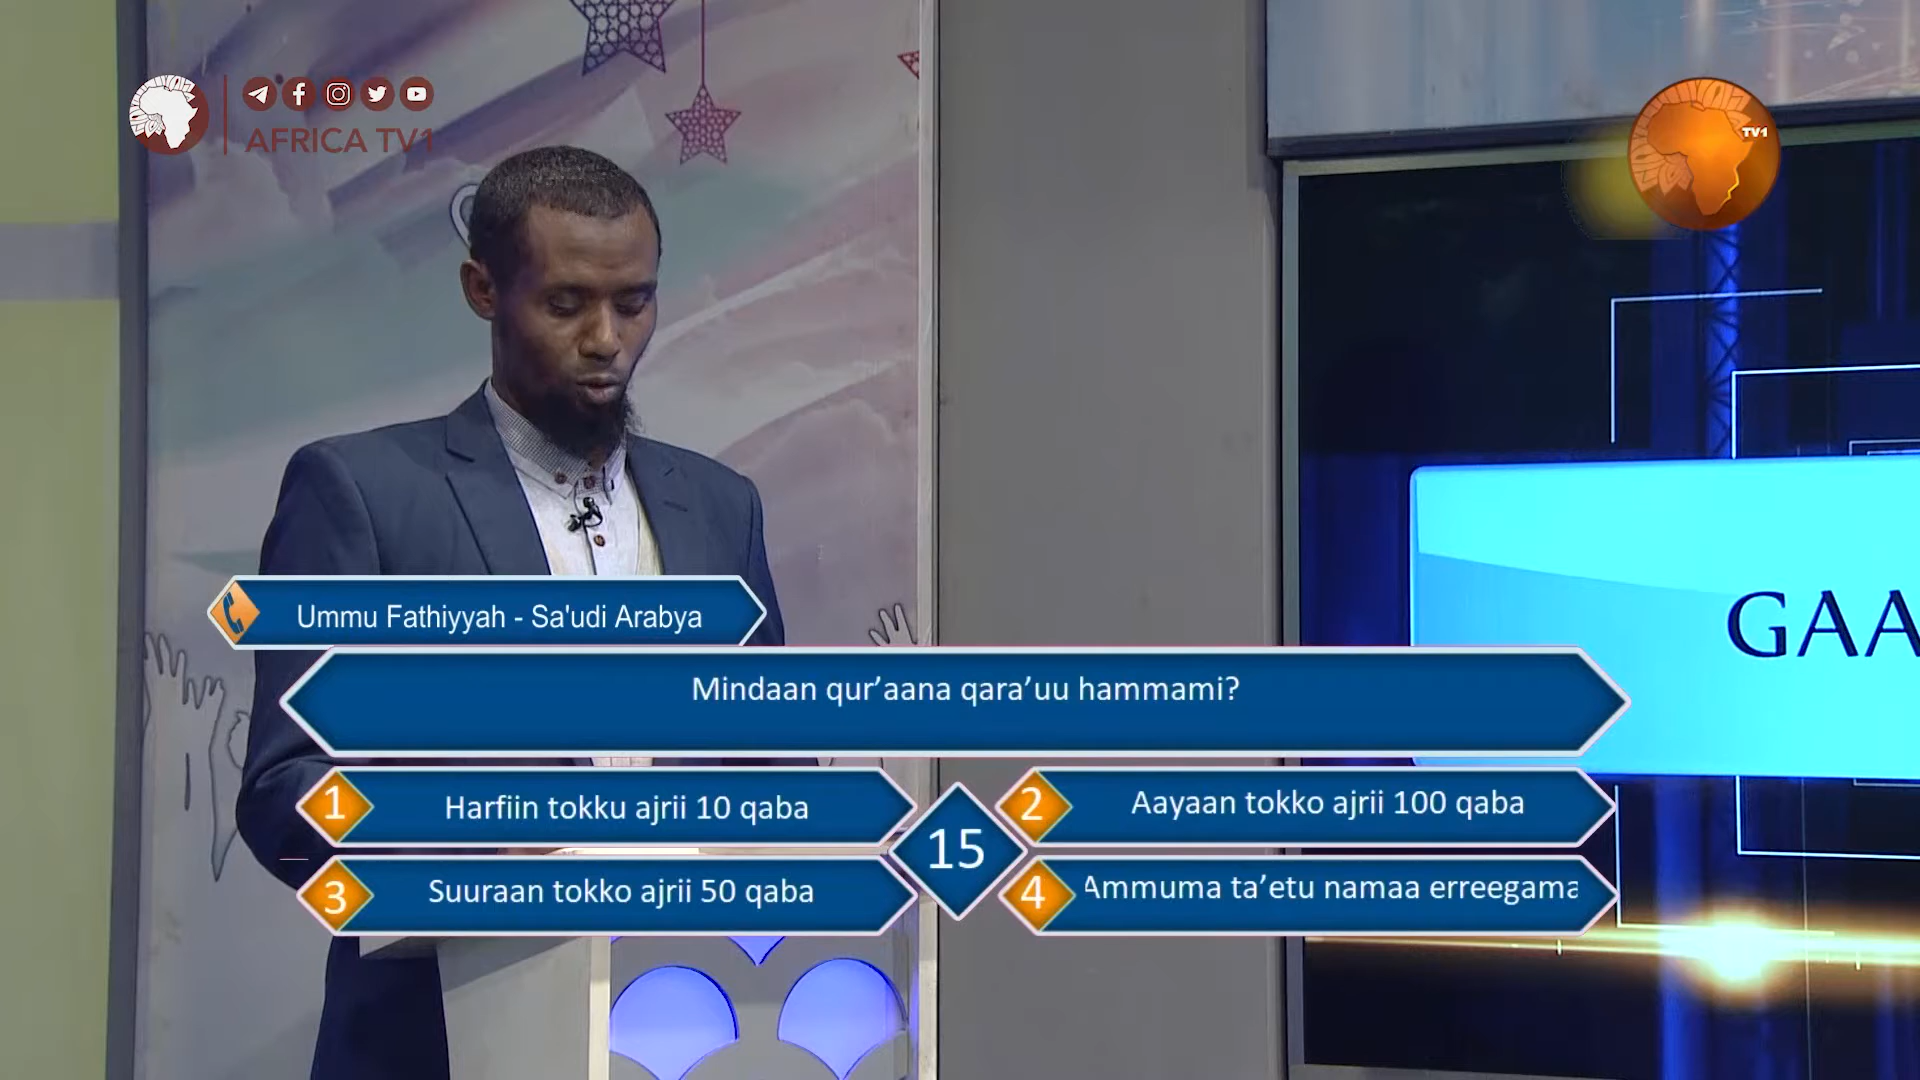 AFRICA TV1
TV1
GAA
Ummu Fathiyyah - Sa'udi Arabya
Mindaan qur’aana qara’uu hammami?
1 Harfiin tokku ajrii 10 qaba
2 Aayaan tokko ajrii 100 qaba
15
3 Suuraan tokko ajrii 50 qaba
4 Ammuma ta’etu namaa erreegama